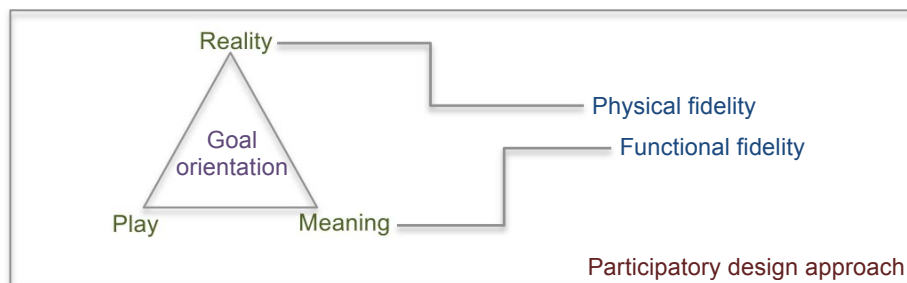 Reality
Physical fidelity
Goal
orientation
Functional fidelity
Play
Meaning
Participatory design approach